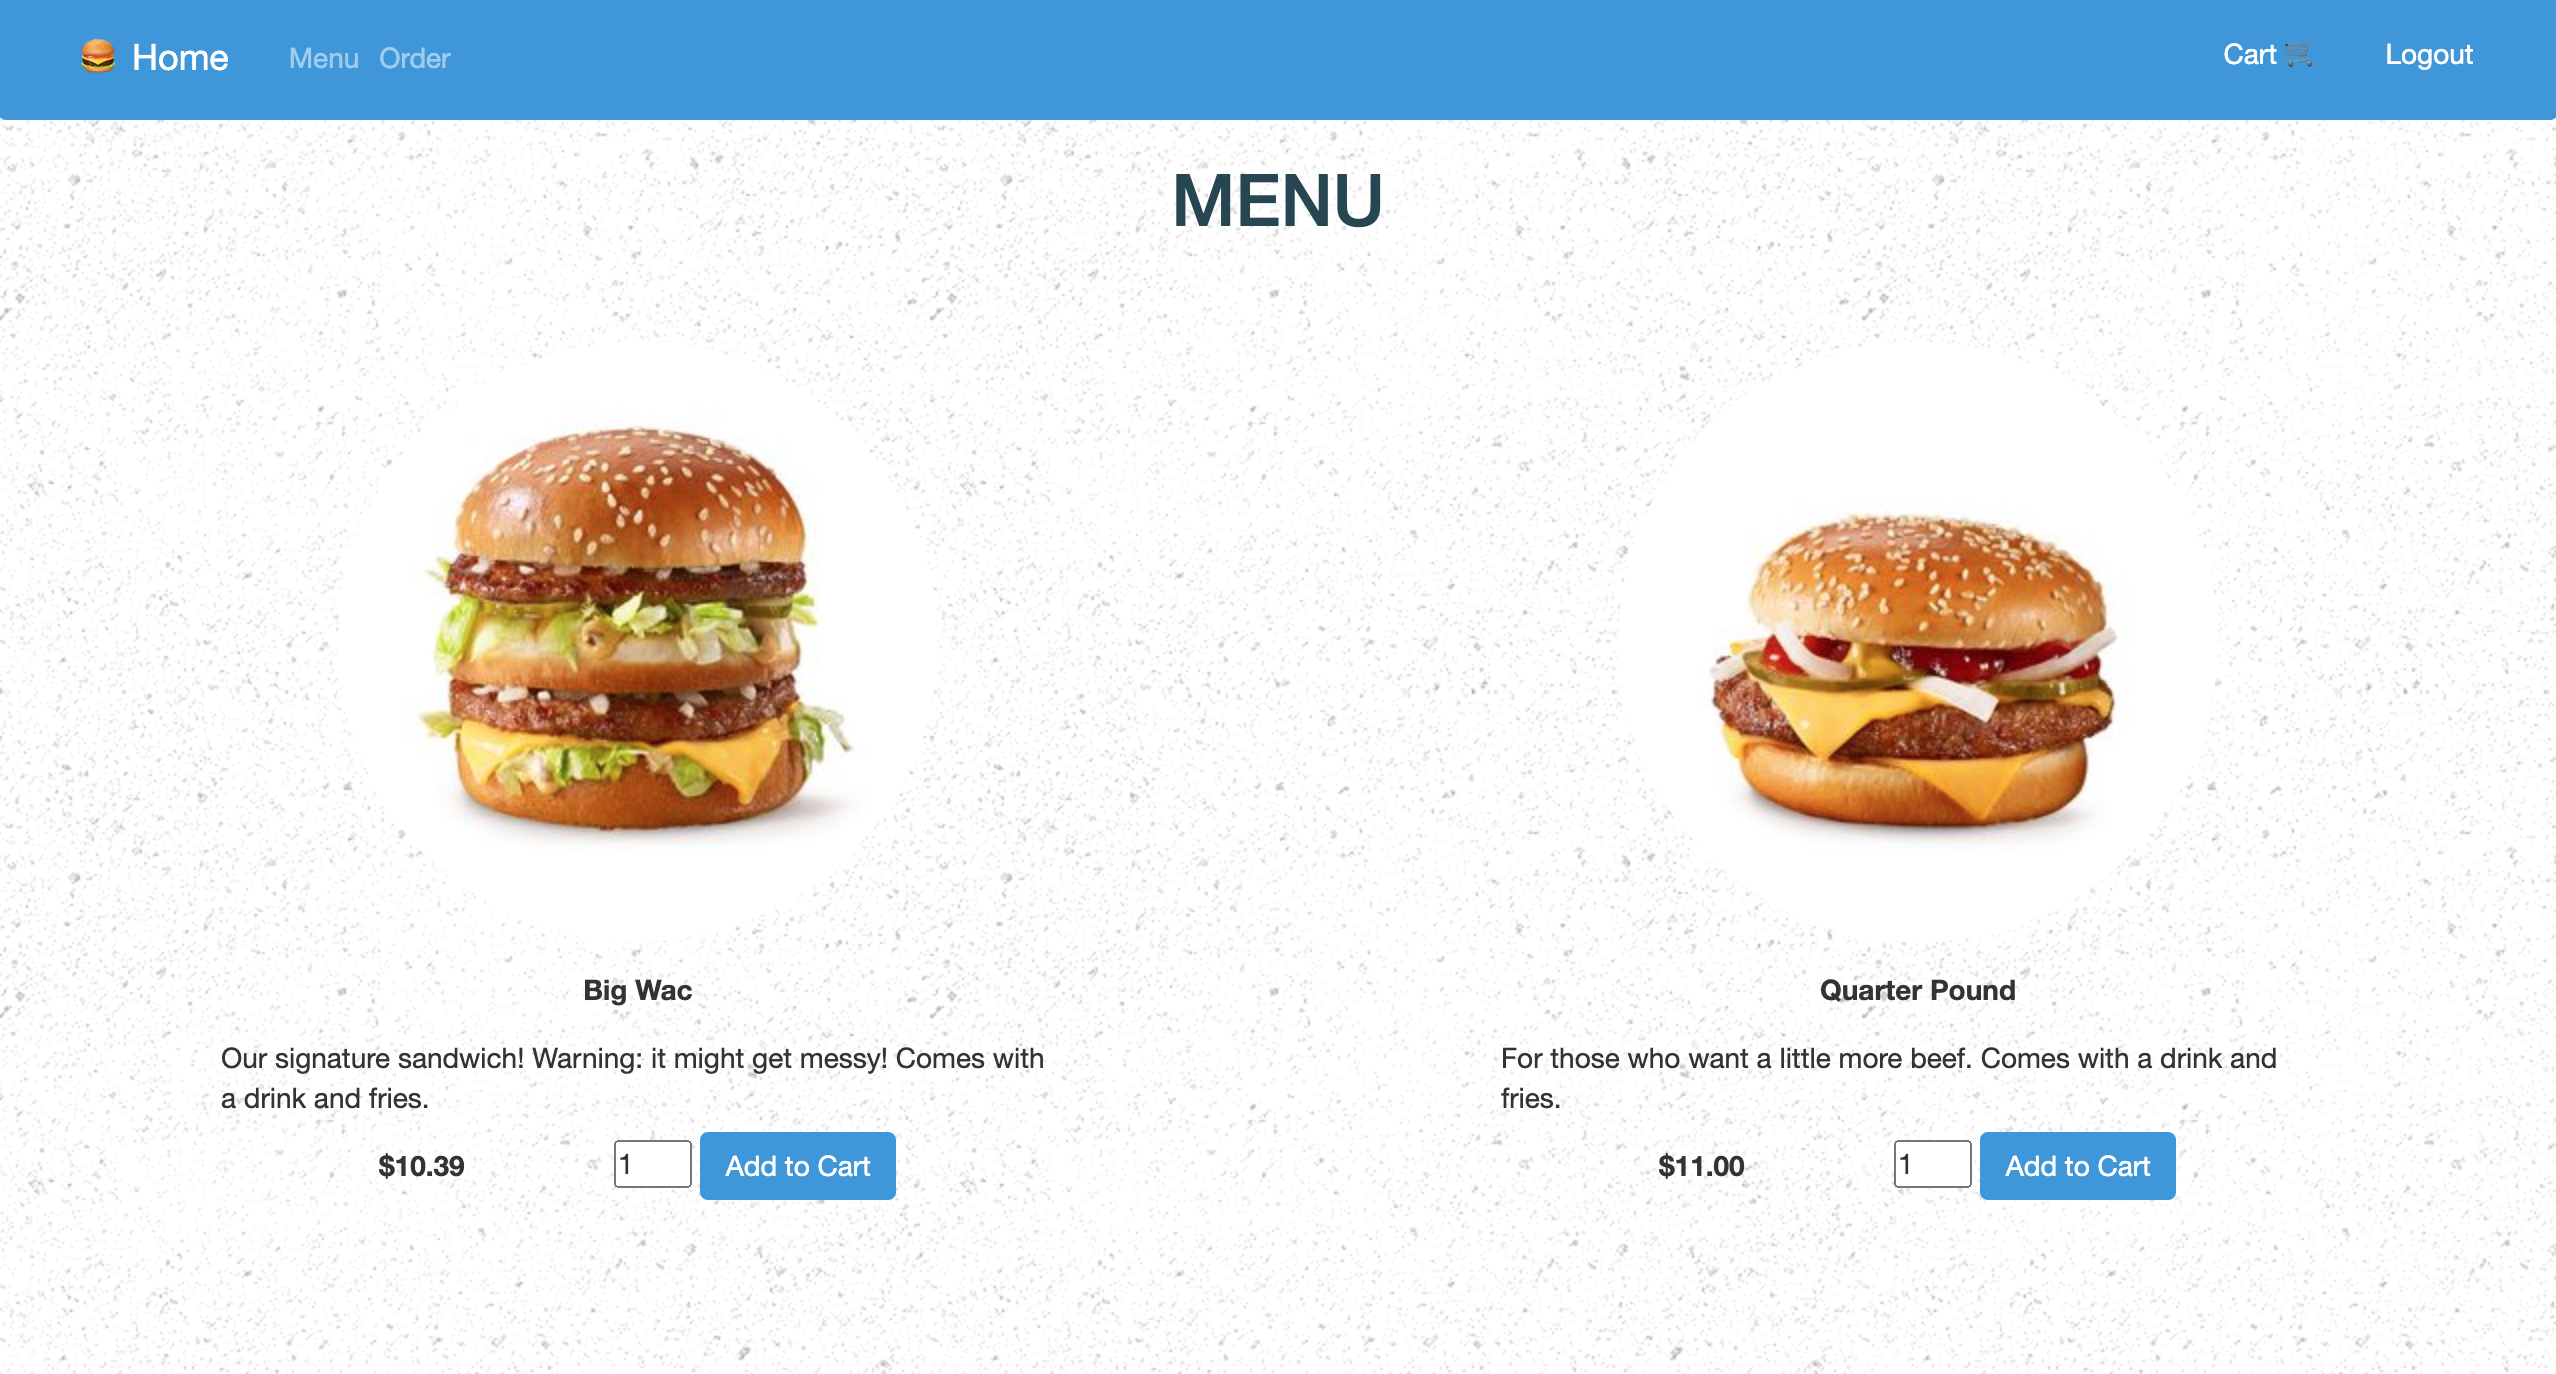 Home Menu Order Cart Logout
MENU
Big Wac
Our signature sandwich! Warning: it might get messy! Comes with
a drink and fries.
$10.39 1 Add to Cart
Quarter Pound
For those who want a little more beef. Comes with a drink and
fries.
$11.00 1 Add to Cart